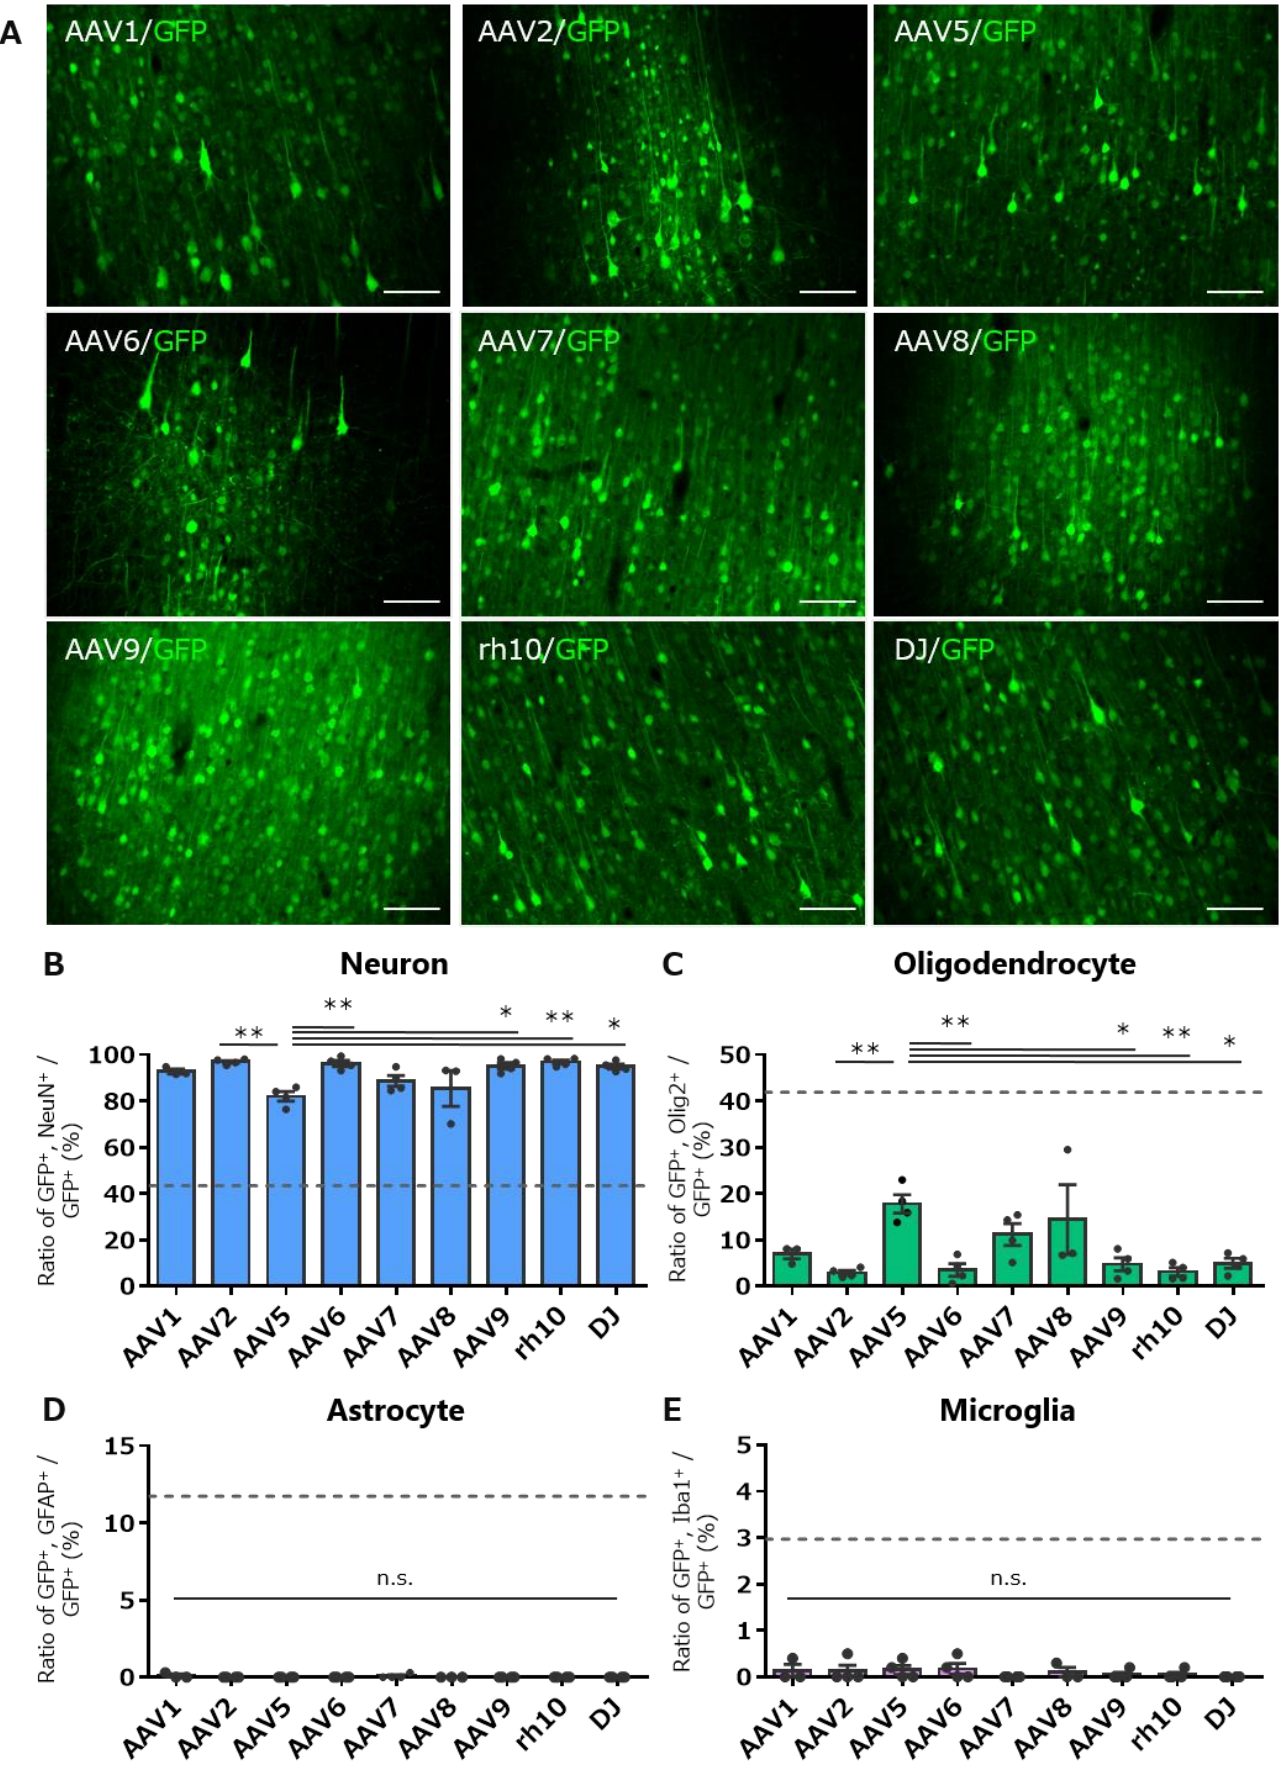 A
AAV1/GFP
AAV2/GFP
AAV5/GFP
AAV6/GFP
AAV7/GFP
AAV8/GFP
AAV9/GFP
rh10/GFP
DJ/GFP
B
Neuron
Ratio of GFP⁺, NeuN⁺ /
GFP⁺ (%)
** ** * ** *
100
80
60
40
20
0
AAV1 AAV2 AAV5 AAV6 AAV7 AAV8 AAV9 rh10 DJ
C
Oligodendrocyte
Ratio of GFP⁺, Olig2⁺ /
GFP⁺ (%)
** ** * ** *
50
40
30
20
10
0
AAV1 AAV2 AAV5 AAV6 AAV7 AAV8 AAV9 rh10 DJ
D
Astrocyte
Ratio of GFP⁺, GFAP⁺ /
GFP⁺ (%)
15
10
5
0
n.s.
AAV1 AAV2 AAV5 AAV6 AAV7 AAV8 AAV9 rh10 DJ
E
Microglia
Ratio of GFP⁺, Iba1⁺ /
GFP⁺ (%)
5
4
3
2
1
0
n.s.
AAV1 AAV2 AAV5 AAV6 AAV7 AAV8 AAV9 rh10 DJ